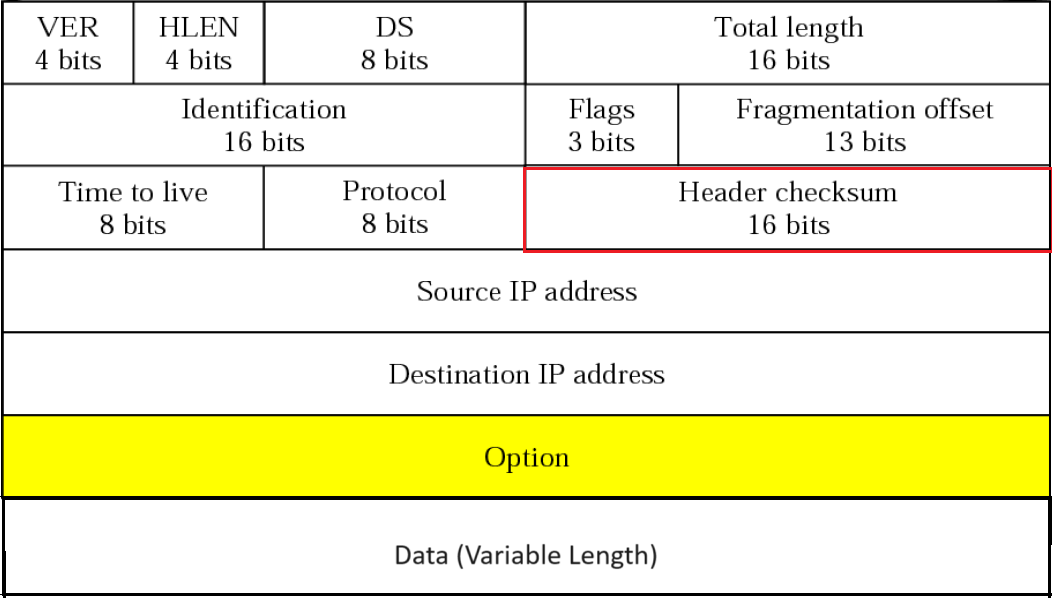 VER
4 bits
HLEN
4 bits
DS
8 bits
Total length
16 bits
Identification
16 bits
Flags
3 bits
Fragmentation offset
13 bits
Time to live
8 bits
Protocol
8 bits
Header checksum
16 bits
Source IP address
Destination IP address
Option
Data (Variable Length)